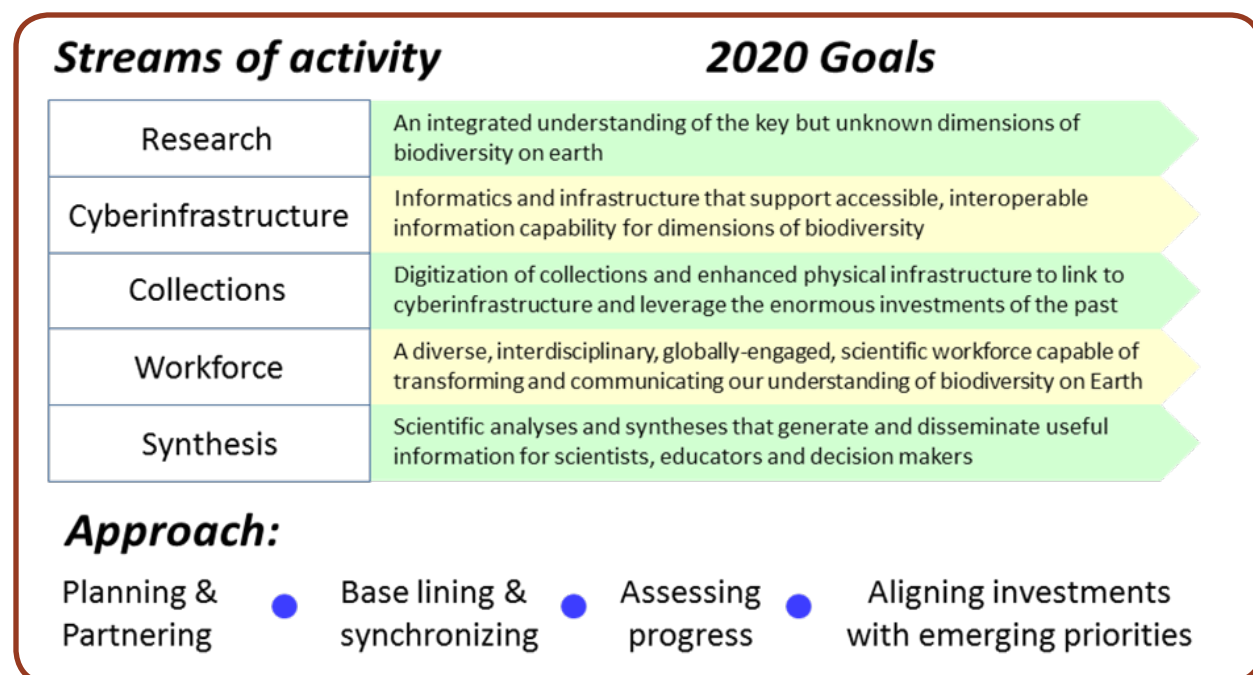 Streams of activity
2020 Goals
Research
An integrated understanding of the key but unknown dimensions of
biodiversity on earth
Cyberinfrastructure
Informatics and infrastructure that support accessible, interoperable
information capability for dimensions of biodiversity
Collections
Digitization of collections and enhanced physical infrastructure to link to
cyberinfrastructure and leverage the enormous investments of the past
Workforce
A diverse, interdisciplinary, globally-engaged, scientific workforce capable of
transforming and communicating our understanding of biodiversity on Earth
Synthesis
Scientific analyses and syntheses that generate and disseminate useful
information for scientists, educators and decision makers
Approach:
Planning &
Partnering
Base lining &
synchronizing
Assessing
progress
Aligning investments
with emerging priorities